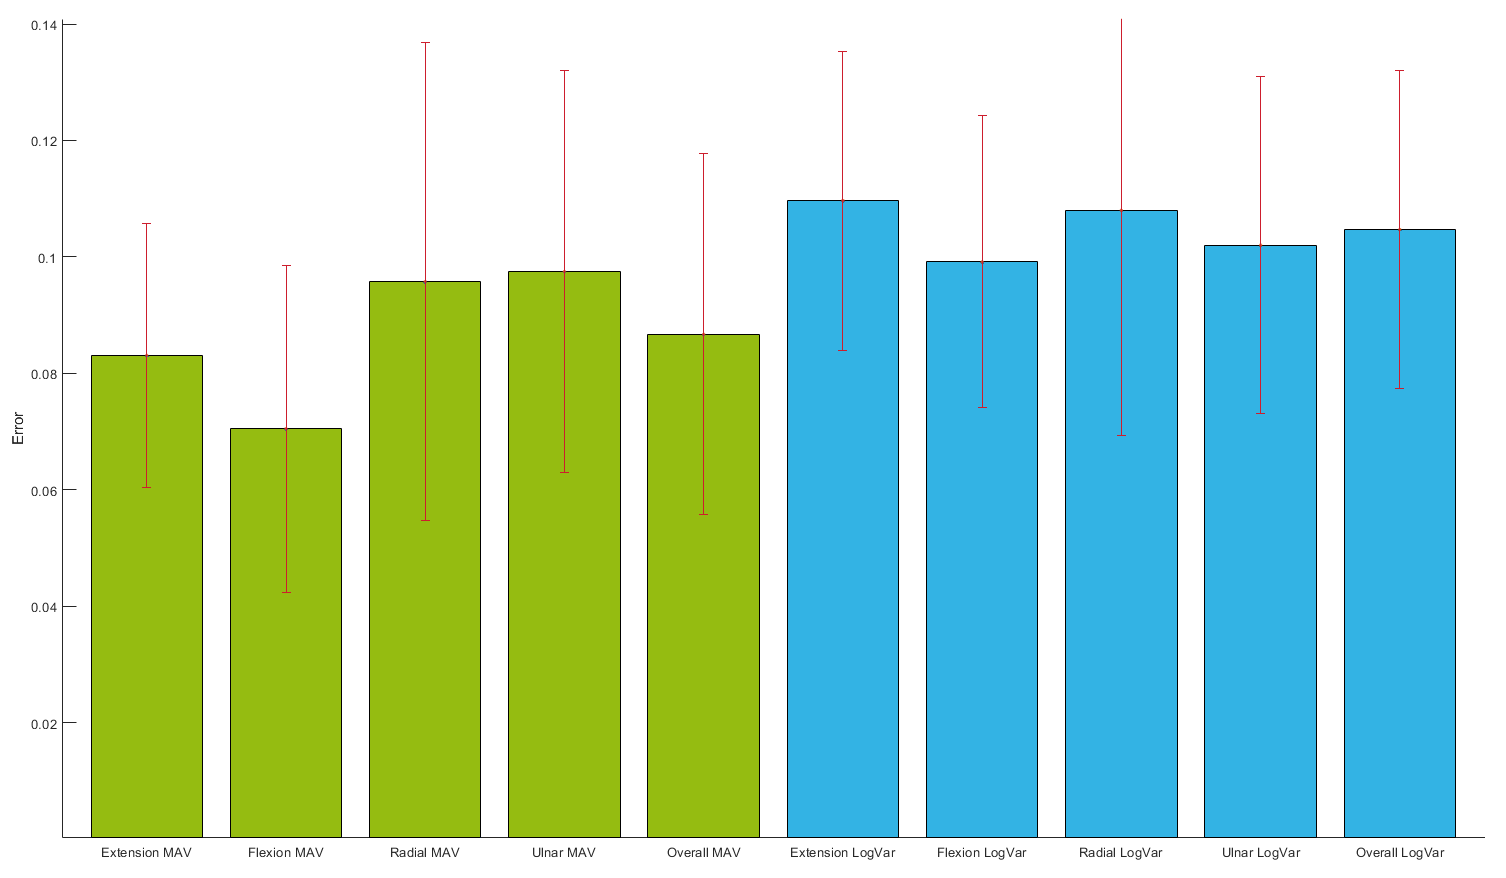 0.14
0.12
0.1
0.08
0.06
0.04
0.02
Error
Extension MAV
Flexion MAV
Radial MAV
Ulnar MAV
Overall MAV
Extension LogVar
Flexion LogVar
Radial LogVar
Ulnar LogVar
Overall LogVar